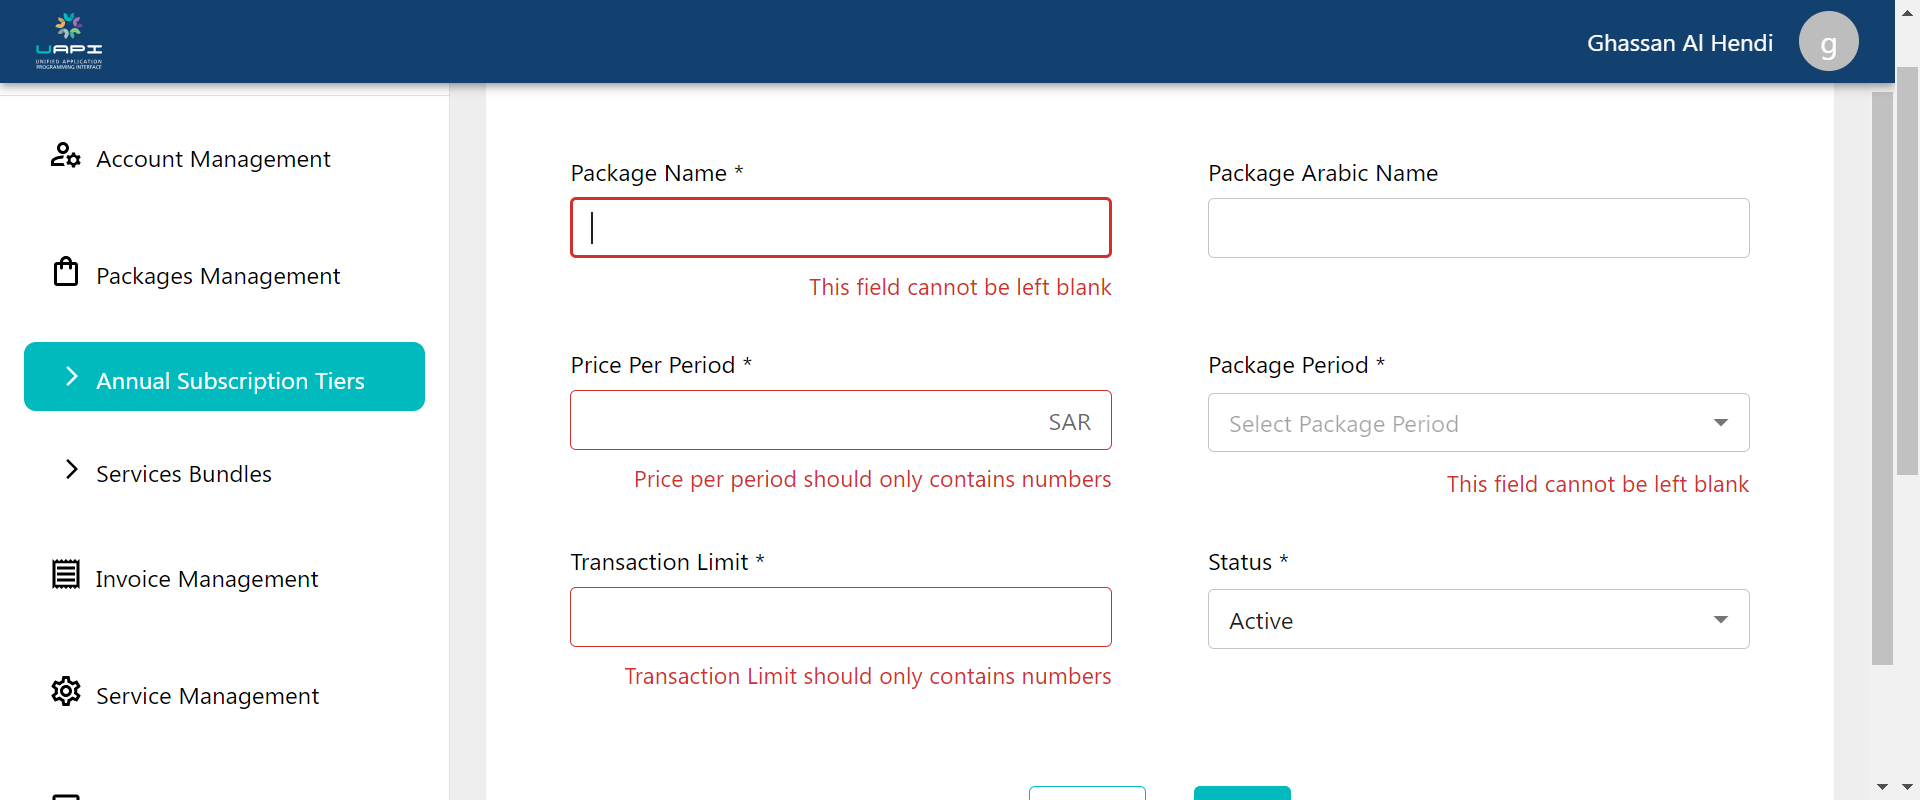 UAPI
UNIFIED APPLICATION
PROGRAMMING INTERFACE
Ghassan Al Hendi
g
Account Management
Packages Management
Annual Subscription Tiers
Services Bundles
Invoice Management
Service Management
Package Name *
Package Arabic Name
This field cannot be left blank
Price Per Period *
Package Period *
SAR
Select Package Period
Price per period should only contains numbers
This field cannot be left blank
Transaction Limit *
Status *
Active
Transaction Limit should only contains numbers